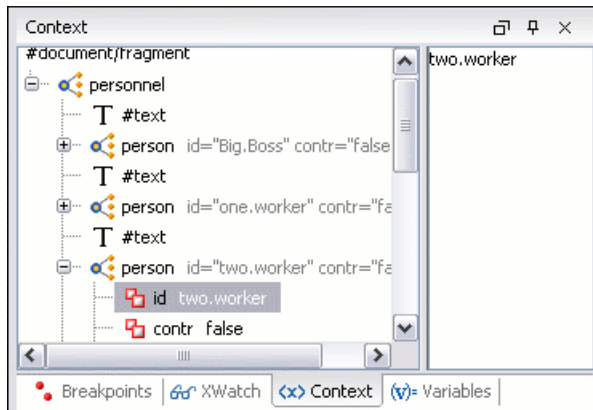 Context
#document/fragment
two.worker
personnel
T #text
person id="Big.Boss" contr="false
T #text
person id="one.worker" contr="fa
T #text
person id="two.worker" contr="fa
id two.worker
contr false
Breakpoints XWatch <x> Context (v)= Variables